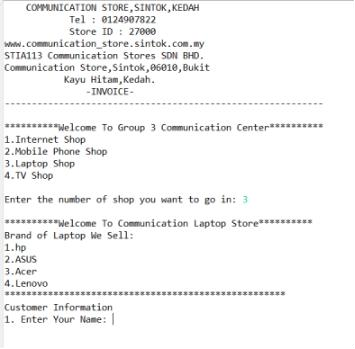 COMMUNICATION STORE,SINTOK,KEDAH
Tel : 0124907822
Store ID : 27000
www.communication_store.sintok.com.my
STIA113 Communication Stores SDN BHD.
Communication Store,Sintok,06010,Bukit
Kayu Hitam,Kedah.
-INVOICE-
------------------------------------------------------------
**********Welcome To Group 3 Communication Center**********
1.Internet Shop
2.Mobile Phone Shop
3.Laptop Shop
4.TV Shop
Enter the number of shop you want to go in: 3
**********Welcome To Communication Laptop Store**********
Brand of Laptop We Sell:
1.hp
2.ASUS
3.Acer
4.Lenovo
****************************************************
Customer Information
1. Enter Your Name: